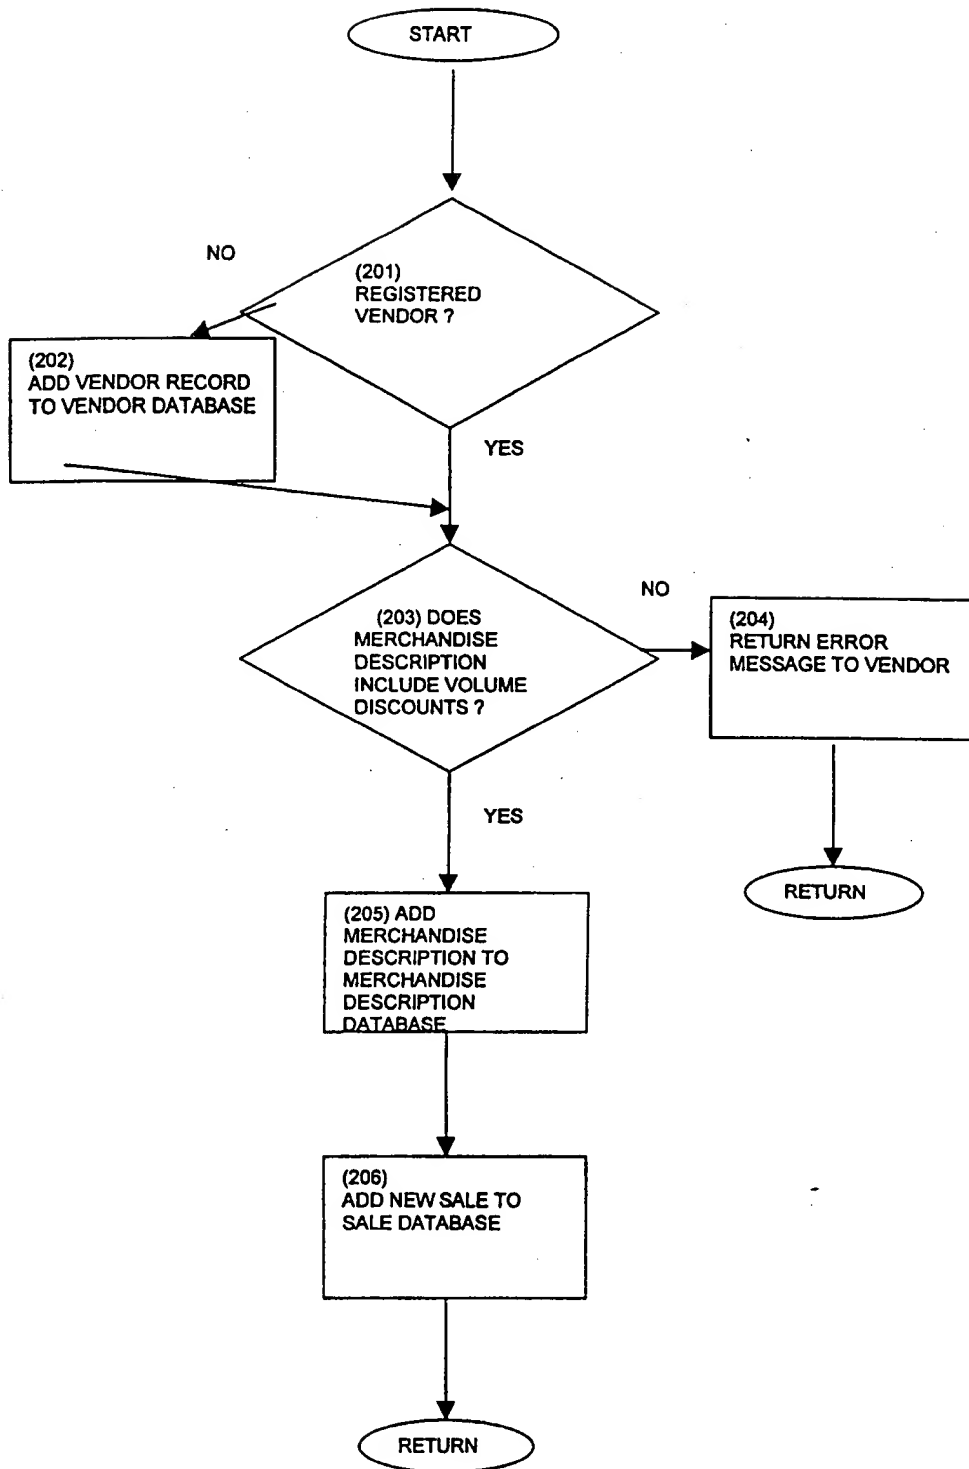 START
NO
(201)
REGISTERED
VENDOR ?
(202)
ADD VENDOR RECORD
TO VENDOR DATABASE
YES
(203) DOES
MERCHANDISE
DESCRIPTION
INCLUDE VOLUME
DISCOUNTS ?
NO
(204)
RETURN ERROR
MESSAGE TO VENDOR
YES
RETURN
(205) ADD
MERCHANDISE
DESCRIPTION TO
MERCHANDISE
DESCRIPTION
DATABASE
(206)
ADD NEW SALE TO
SALE DATABASE
RETURN